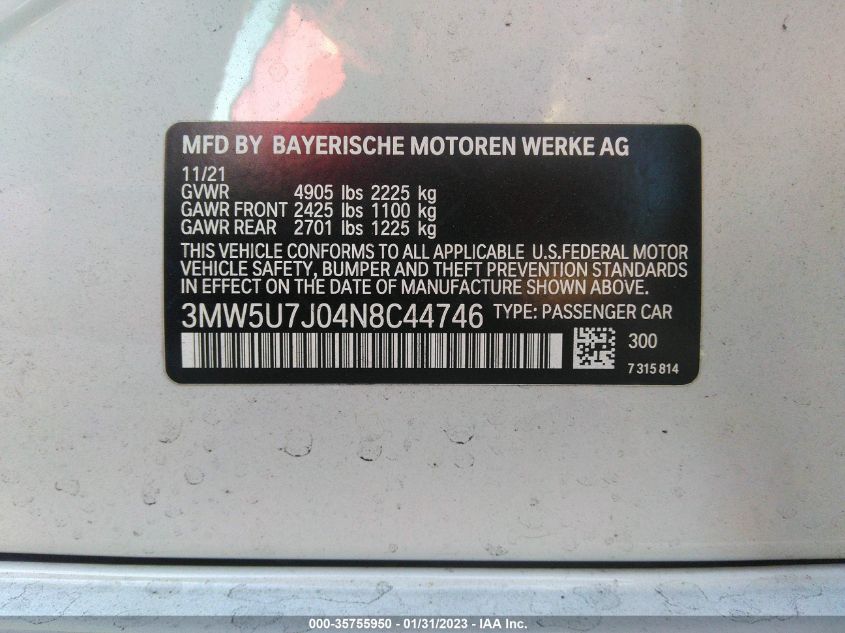 MFD BY BAYERISCHE MOTOREN WERKE AG
11/21
GVWR 4905 lbs 2225 kg
GAWR FRONT 2425 lbs 1100 kg
GAWR REAR 2701 lbs 1225 kg
THIS VEHICLE CONFORMS TO ALL APPLICABLE U.S.FEDERAL MOTOR
VEHICLE SAFETY, BUMPER AND THEFT PREVENTION STANDARDS
IN EFFECT ON THE DATE OF MANUFACTURE SHOWN ABOVE.
3MW5U7J04N8C44746 TYPE: PASSENGER CAR
300
7 315 814
000-35755950 / 01/31/2023 - IAA Inc.